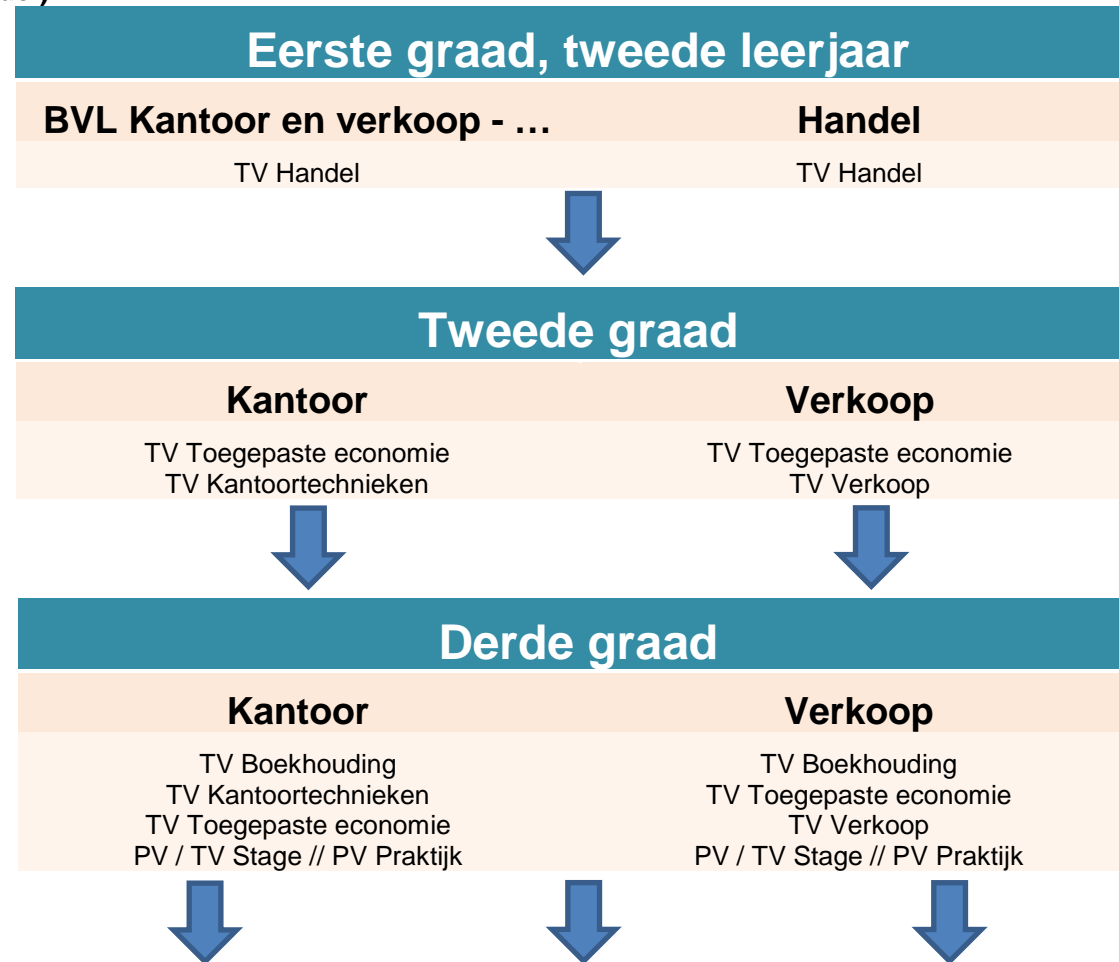 Eerste graad, tweede leerjaar
BVL Kantoor en verkoop - …
Handel
TV Handel
TV Handel
Tweede graad
Kantoor
Verkoop
TV Toegepaste economie
TV Kantoortechnieken
TV Toegepaste economie
TV Verkoop
Derde graad
Kantoor
Verkoop
TV Boekhouding
TV Kantoortechnieken
TV Toegepaste economie
PV / TV Stage // PV Praktijk
TV Boekhouding
TV Toegepaste economie
TV Verkoop
PV / TV Stage // PV Praktijk